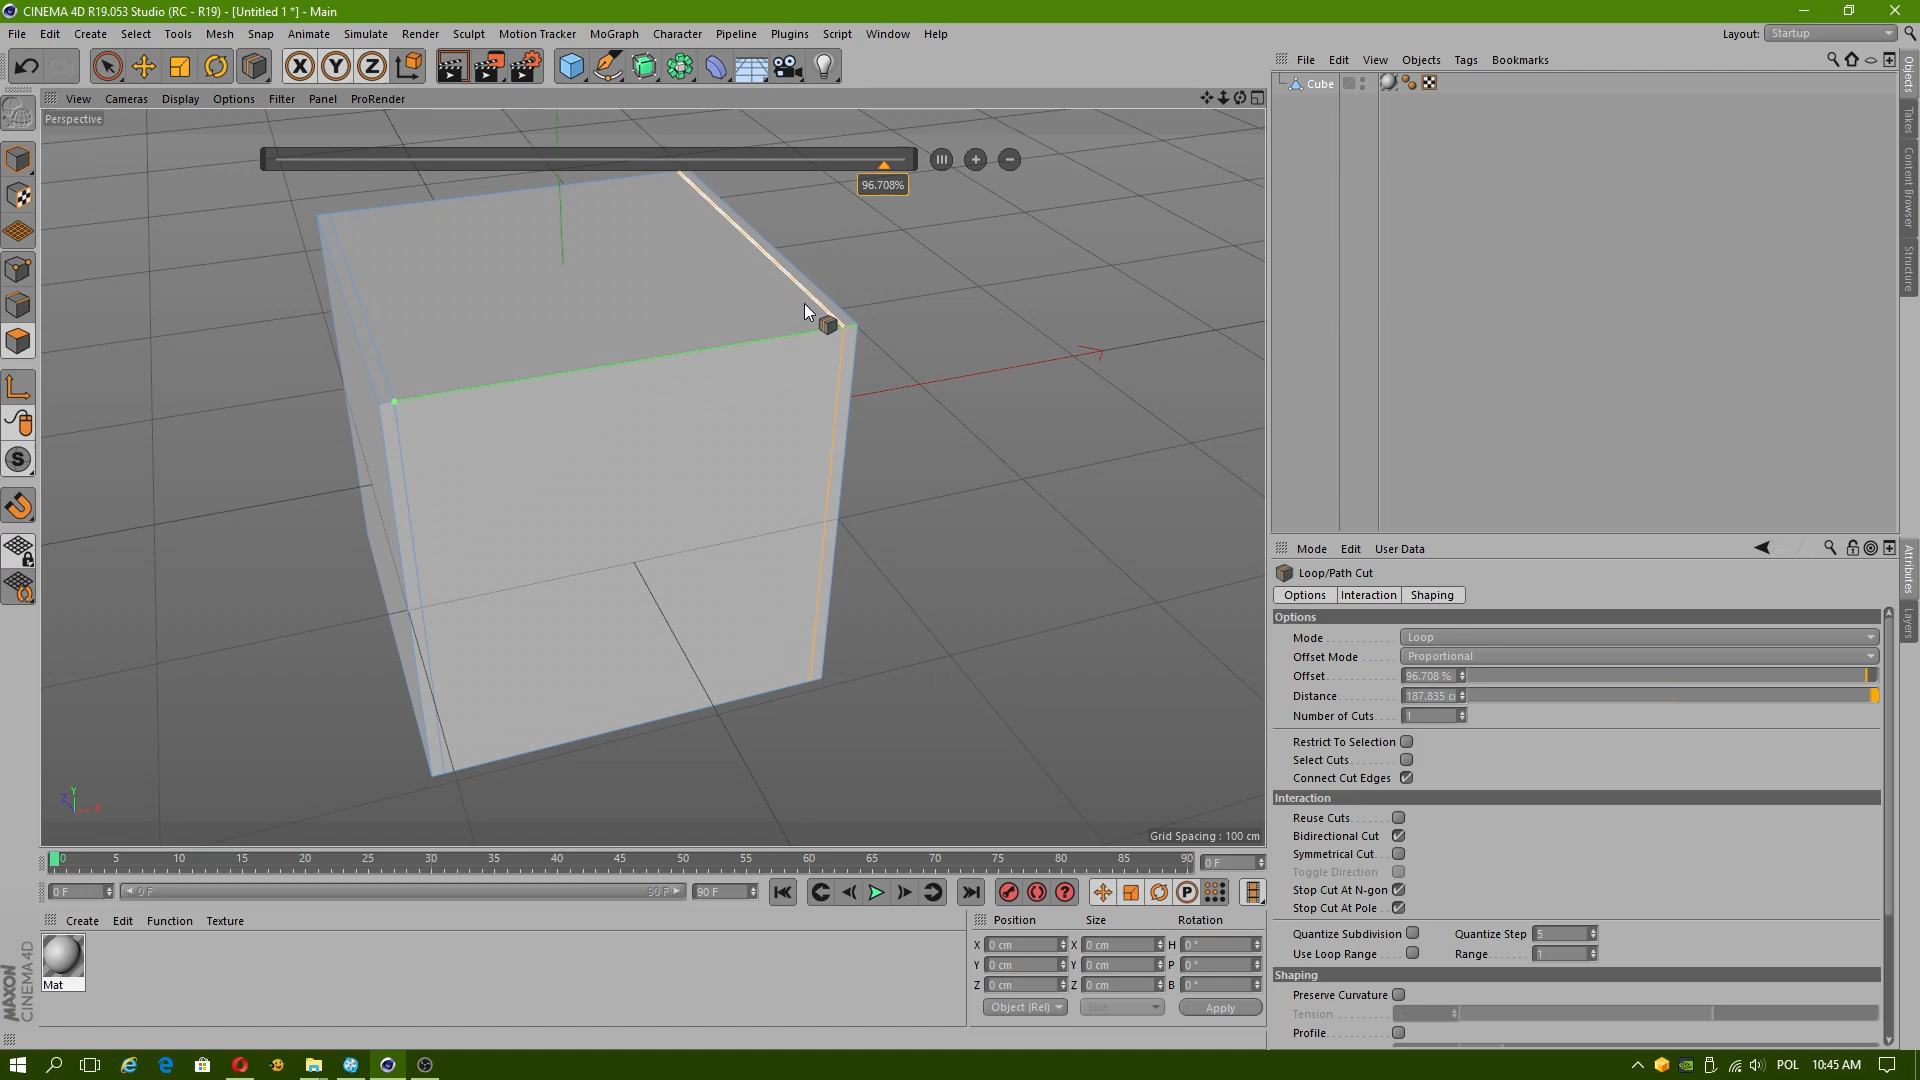 CINEMA 4D R19.053 Studio (RC - R19) - [Untitled 1 *] - Main
File Edit Create Select Tools Mesh Snap Animate Simulate Render Sculpt Motion Tracker MoGraph Character Pipeline Plugins Script Window Help
Layout: Startup
View Cameras Display Options Filter Panel ProRender
Perspective
96.708%
Grid Spacing : 100 cm
File Edit View Objects Tags Bookmarks
Cube
Objects
Takes
Content Browser
Structure
Mode Edit User Data
Loop/Path Cut
Options Interaction Shaping
Options
Mode Loop
Offset Mode Proportional
Offset 96.708 %
Distance 187.835 c
Number of Cuts 1
Restrict To Selection
Select Cuts
Connect Cut Edges
Interaction
Reuse Cuts
Bidirectional Cut
Symmetrical Cut
Toggle Direction
Stop Cut At N-gon
Stop Cut At Pole
Quantize Subdivision Quantize Step 5
Use Loop Range Range 1
Shaping
Preserve Curvature
Tension
Profile
Attributes
Layers
0 5 10 15 20 25 30 35 40 45 50 55 60 65 70 75 80 85 90 0 F
0 F 0 F 90 F 90 F
Create Edit Function Texture
Mat
Position Size Rotation
X 0 cm X 0 cm H 0 °
Y 0 cm Y 0 cm P 0 °
Z 0 cm Z 0 cm B 0 °
Object (Rel) Size Apply
MAXON
CINEMA 4D
POL 10:45 AM